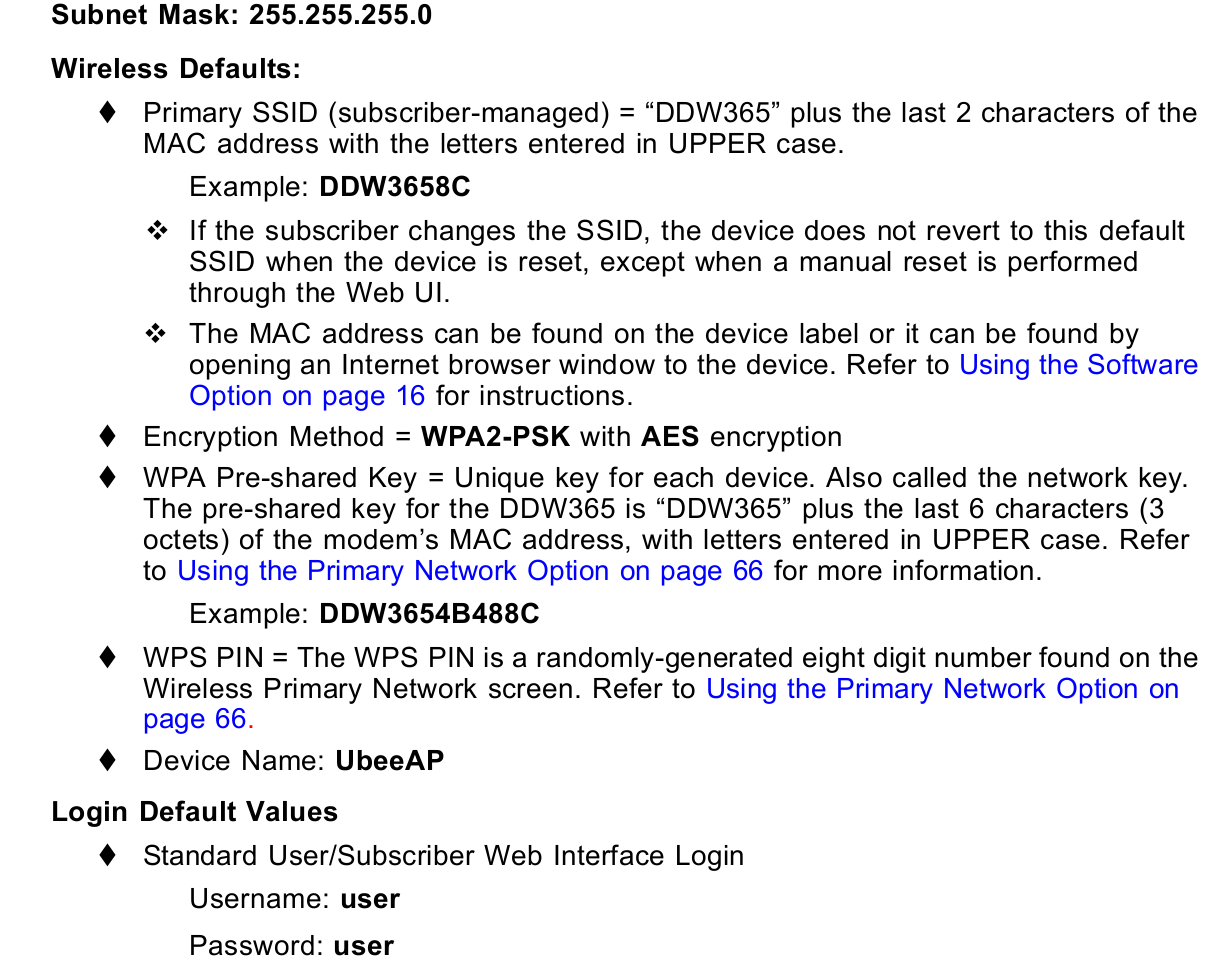 Subnet Mask: 255.255.255.0
Wireless Defaults:
♦ Primary SSID (subscriber-managed) = “DDW365” plus the last 2 characters of the
MAC address with the letters entered in UPPER case.
Example: DDW3658C
❖ If the subscriber changes the SSID, the device does not revert to this default
SSID when the device is reset, except when a manual reset is performed
through the Web UI.
❖ The MAC address can be found on the device label or it can be found by
opening an Internet browser window to the device. Refer to Using the Software
Option on page 16 for instructions.
♦ Encryption Method = WPA2-PSK with AES encryption
♦ WPA Pre-shared Key = Unique key for each device. Also called the network key.
The pre-shared key for the DDW365 is “DDW365” plus the last 6 characters (3
octets) of the modem’s MAC address, with letters entered in UPPER case. Refer
to Using the Primary Network Option on page 66 for more information.
Example: DDW3654B488C
♦ WPS PIN = The WPS PIN is a randomly-generated eight digit number found on the
Wireless Primary Network screen. Refer to Using the Primary Network Option on
page 66.
♦ Device Name: UbeeAP
Login Default Values
♦ Standard User/Subscriber Web Interface Login
Username: user
Password: user